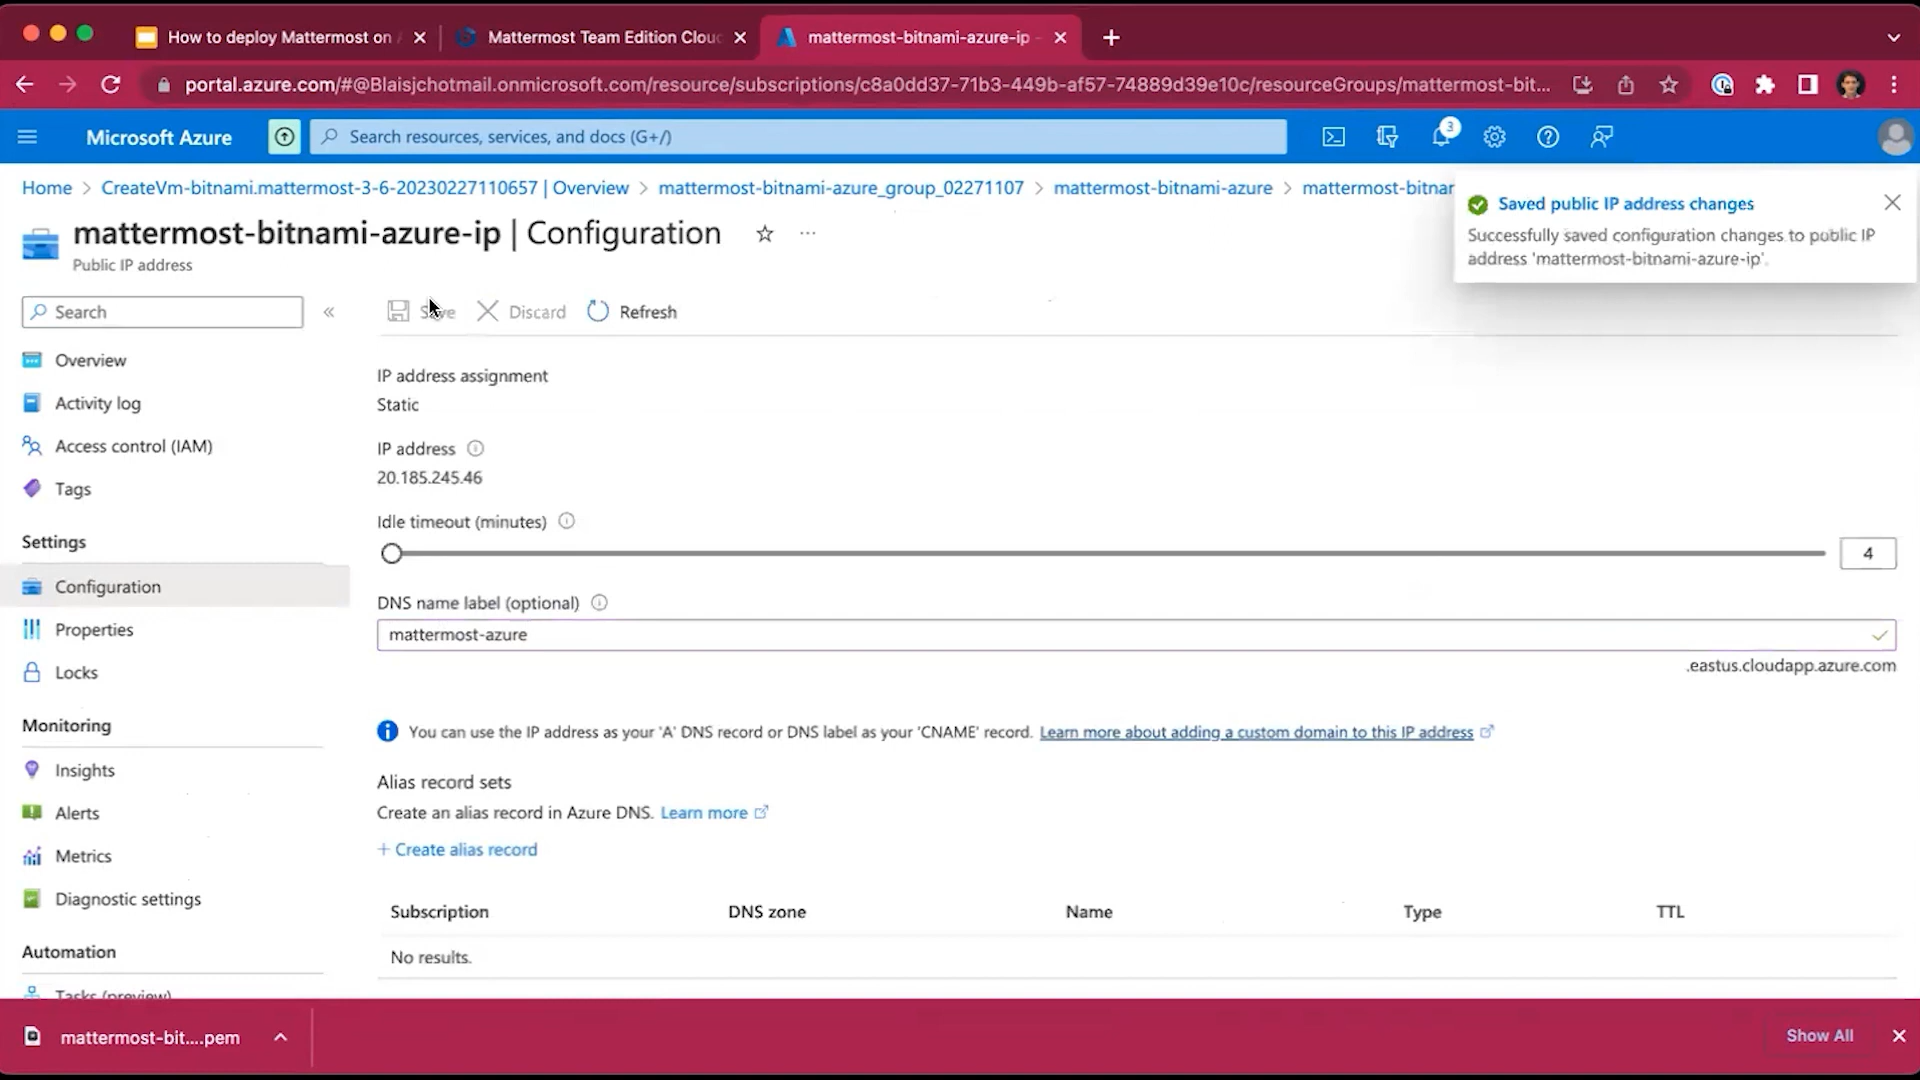 How to deploy Mattermost on
Mattermost Team Edition Clou
mattermost-bitnami-azure-ip -
portal.azure.com/#@Blaisjchotmail.onmicrosoft.com/resource/subscriptions/c8a0dd37-71b3-449b-af57-74889d39e10c/resourceGroups/mattermost-bit...
Microsoft Azure
Search resources, services, and docs (G+/)
3
Home > CreateVm-bitnami.mattermost-3-6-20230227110657 | Overview > mattermost-bitnami-azure_group_02271107 > mattermost-bitnami-azure > mattermost-bitnar
Saved public IP address changes
Successfully saved configuration changes to public IP
address 'mattermost-bitnami-azure-ip'.
mattermost-bitnami-azure-ip | Configuration
Public IP address
Search
Save
Discard
Refresh
Overview
Activity log
Access control (IAM)
Tags
Settings
Configuration
Properties
Locks
Monitoring
Insights
Alerts
Metrics
Diagnostic settings
Automation
Tasks (preview)
IP address assignment
Static
IP address
20.185.245.46
Idle timeout (minutes)
4
DNS name label (optional)
mattermost-azure
.eastus.cloudapp.azure.com
You can use the IP address as your 'A' DNS record or DNS label as your 'CNAME' record. Learn more about adding a custom domain to this IP address
Alias record sets
Create an alias record in Azure DNS. Learn more
+ Create alias record
Subscription DNS zone Name Type TTL
No results.
mattermost-bit....pem
Show All